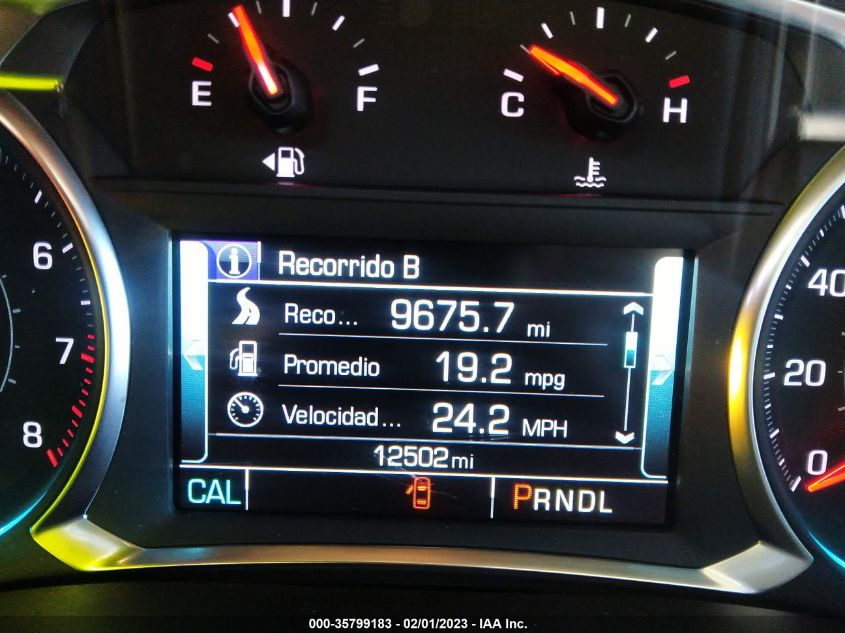 E F
C H
6
7
8
40
20
0
Recorrido B
Reco... 9675.7 mi
Promedio 19.2 mpg
Velocidad... 24.2 MPH
12502 mi
CAL PRNDL
000-35799183 - 02/01/2023 - IAA Inc.